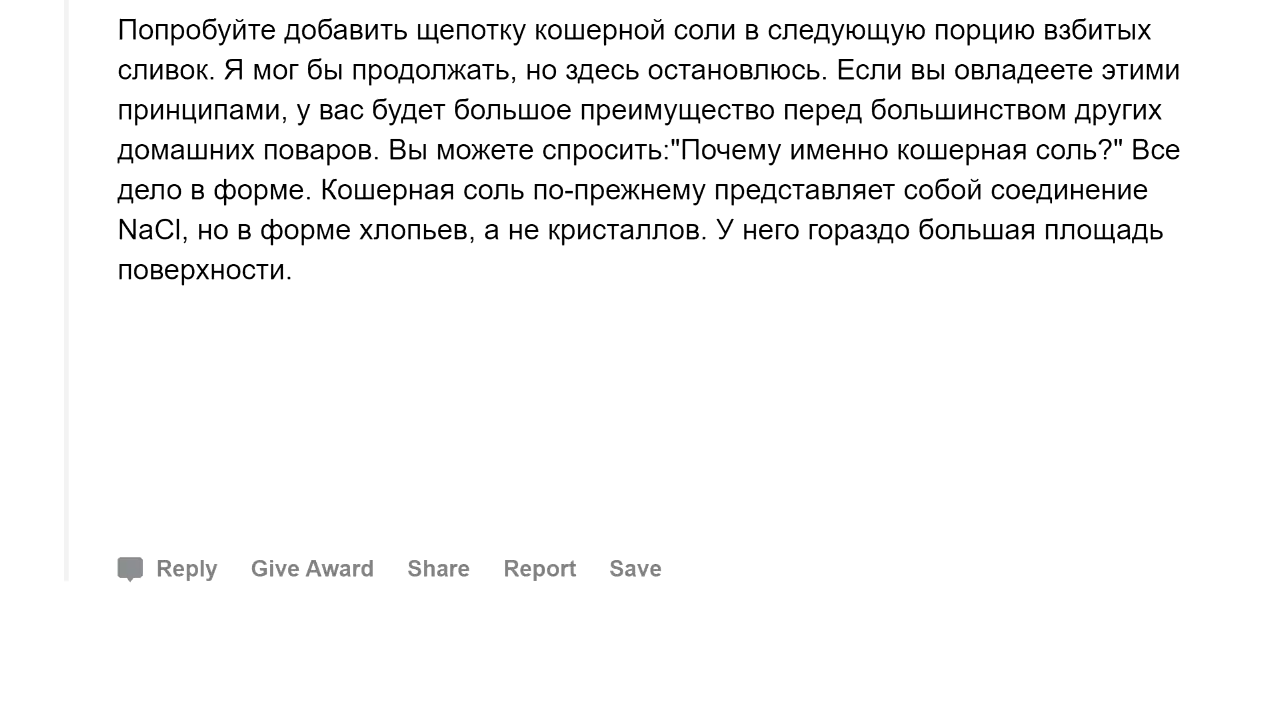 Попробуйте добавить щепотку кошерной соли в следующую порцию взбитых
сливок. Я мог бы продолжать, но здесь остановлюсь. Если вы овладеете этими
принципами, у вас будет большое преимущество перед большинством других
домашних поваров. Вы можете спросить:"Почему именно кошерная соль?" Все
дело в форме. Кошерная соль по-прежнему представляет собой соединение
NaCl, но в форме хлопьев, а не кристаллов. У него гораздо большая площадь
поверхности.
Reply Give Award Share Report Save